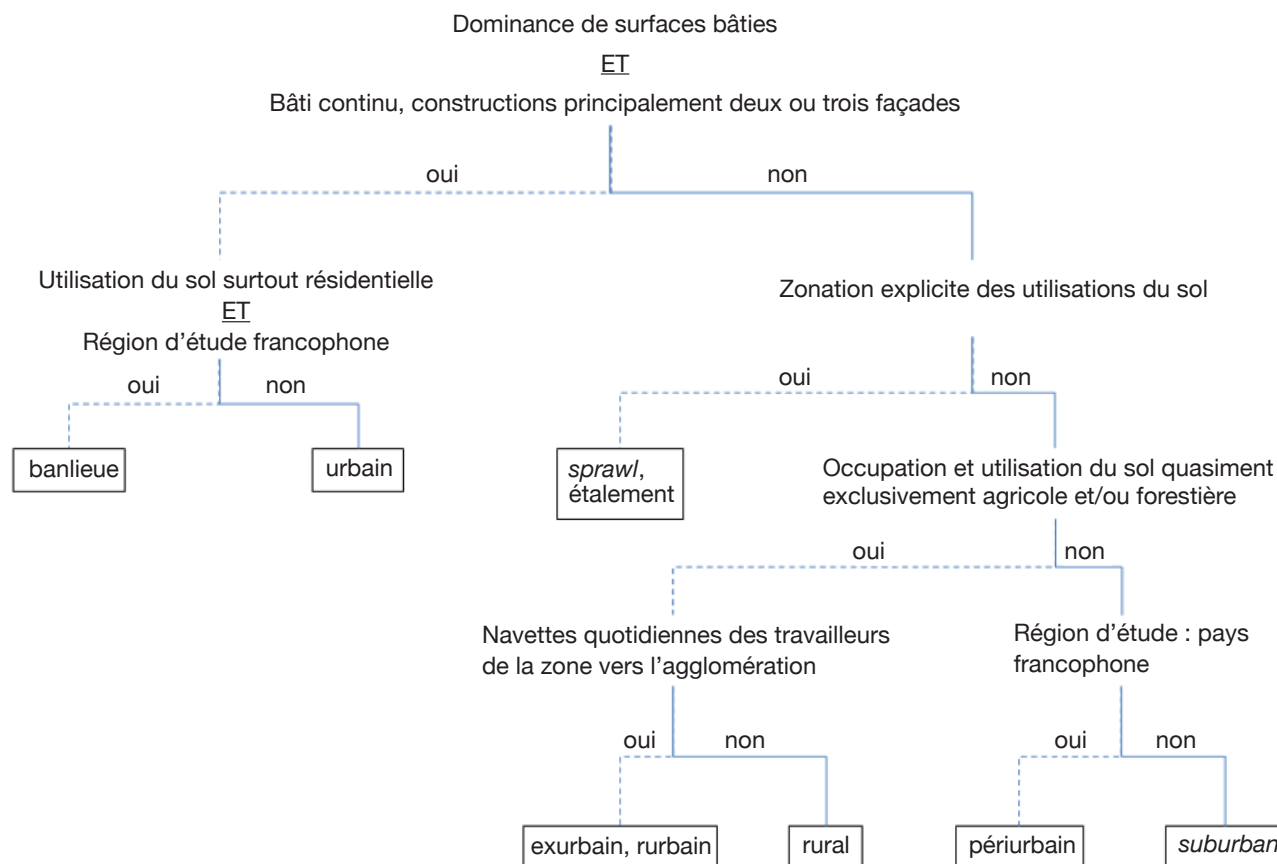 Dominance de surfaces bâties
ET
Bâti continu, constructions principalement deux ou trois façades
oui
non
Utilisation du sol surtout résidentielle
ET
Région d'étude francophone
Zonation explicite des utilisations du sol
oui
non
oui
non
banlieue
urbain
sprawl,
étalement
Occupation et utilisation du sol quasiment
exclusivement agricole et/ou forestière
oui
non
Navettes quotidiennes des travailleurs
de la zone vers l'agglomération
Région d'étude : pays
francophone
oui
non
oui
non
exurbain, rurbain
rural
périurbain
suburban